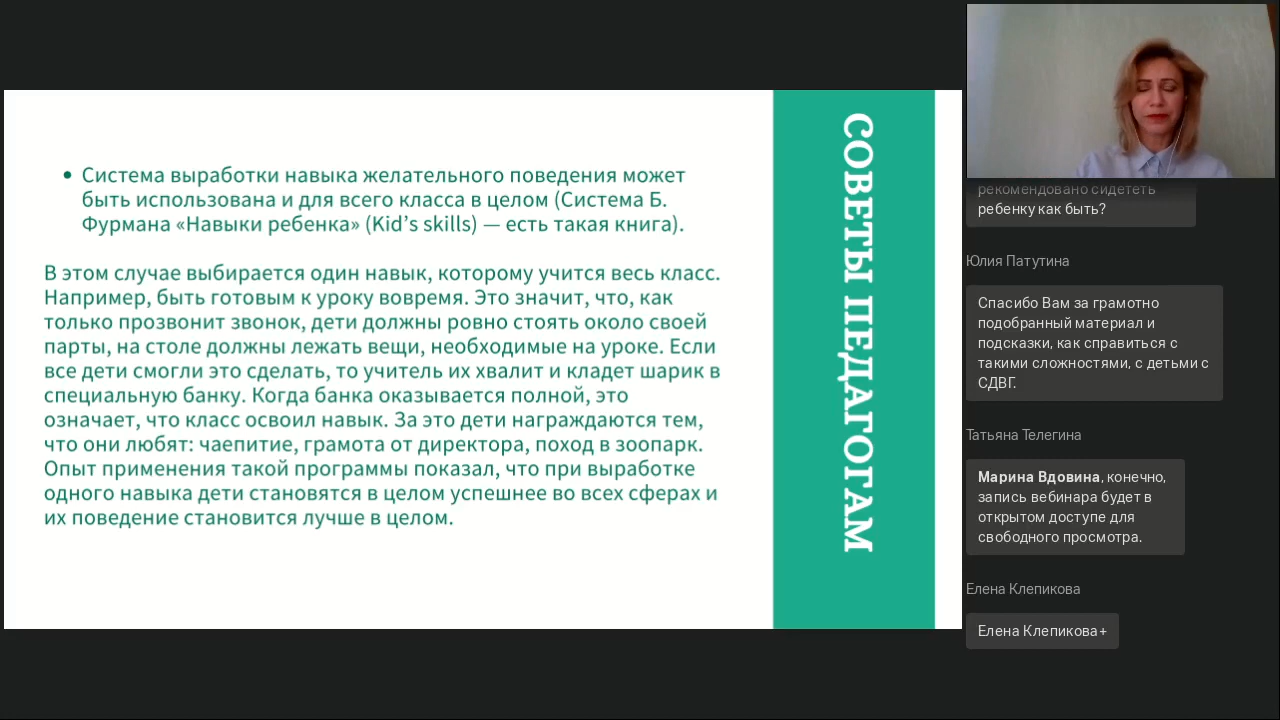 • Система выработки навыка желательного поведения может
быть использована и для всего класса в целом (Система Б.
Фурмана «Навыки ребенка» (Kid’s skills) — есть такая книга).
В этом случае выбирается один навык, которому учится весь класс.
Например, быть готовым к уроку вовремя. Это значит, что, как
только прозвонит звонок, дети должны ровно стоять около своей
парты, на столе должны лежать вещи, необходимые на уроке. Если
все дети смогли это сделать, то учитель их хвалит и кладет шарик в
специальную банку. Когда банка оказывается полной, это
означает, что класс освоил навык. За это дети награждаются тем,
что они любят: чаепитие, грамота от директора, поход в зоопарк.
Опыт применения такой программы показал, что при выработке
одного навыка дети становятся в целом успешнее во всех сферах и
их поведение становится лучше в целом.
СОВЕТЫ ПЕДАГОГАМ
рекомендовано сидететь
ребенку как быть?
Юлия Патутина
Спасибо Вам за грамотно
подобранный материал и
подсказки, как справиться с
такими сложностями, с детьми с
СДВГ.
Татьяна Телегина
Марина Вдовина, конечно,
запись вебинара будет в
открытом доступе для
свободного просмотра.
Елена Клепикова
Елена Клепикова+